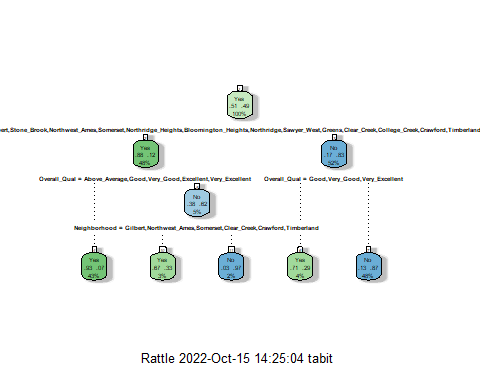 Yes
.51 .49
100%
ert,Stone_Brook,Northwest_Ames,Somerset,Northridge_Heights,Bloomington_Heights,Northridge,Sawyer_West,Greens,Clear_Creek,College_Creek,Crawford,Timberland
Yes
.88 .12
48%
No
.17 .83
52%
Overall_Qual = Above_Average,Good,Very_Good,Excellent,Very_Excellent
Overall_Qual = Good,Very_Good,Very_Excellent
No
.38 .62
5%
Neighborhood = Gilbert,Northwest_Ames,Somerset,Clear_Creek,Crawford,Timberland
Yes
.93 .07
43%
Yes
.67 .33
3%
No
.03 .97
2%
Yes
.71 .29
4%
No
.13 .87
48%
Rattle 2022-Oct-15 14:25:04 tabit